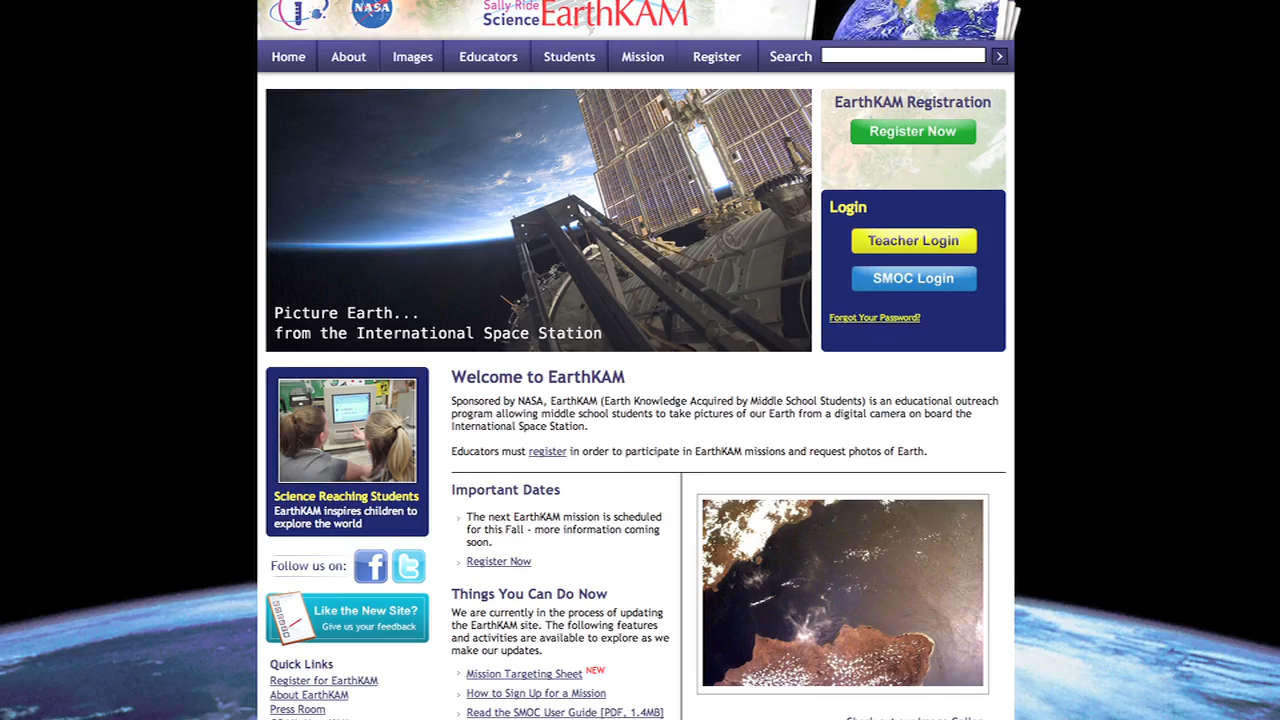 NASA
Sally Ride
Science EarthKAM
Home About Images Educators Students Mission Register Search
Picture Earth...
from the International Space Station
EarthKAM Registration
Register Now
Login
Teacher Login
SMOC Login
Forgot Your Password?
Science Reaching Students
EarthKAM inspires children to
explore the world
Follow us on:
Like the New Site?
Give us your feedback
Quick Links
Register for EarthKAM
About EarthKAM
Press Room
Welcome to EarthKAM
Sponsored by NASA, EarthKAM (Earth Knowledge Acquired by Middle School Students) is an educational outreach
program allowing middle school students to take pictures of our Earth from a digital camera on board the
International Space Station.
Educators must register in order to participate in EarthKAM missions and request photos of Earth.
Important Dates
The next EarthKAM mission is scheduled
for this Fall - more information coming
soon.
Register Now
Things You Can Do Now
We are currently in the process of updating
the EarthKAM site. The following features
and activities are available to explore as we
make our updates.
Mission Targeting Sheet NEW
How to Sign Up for a Mission
Read the SMOC User Guide [PDF, 1.4MB]